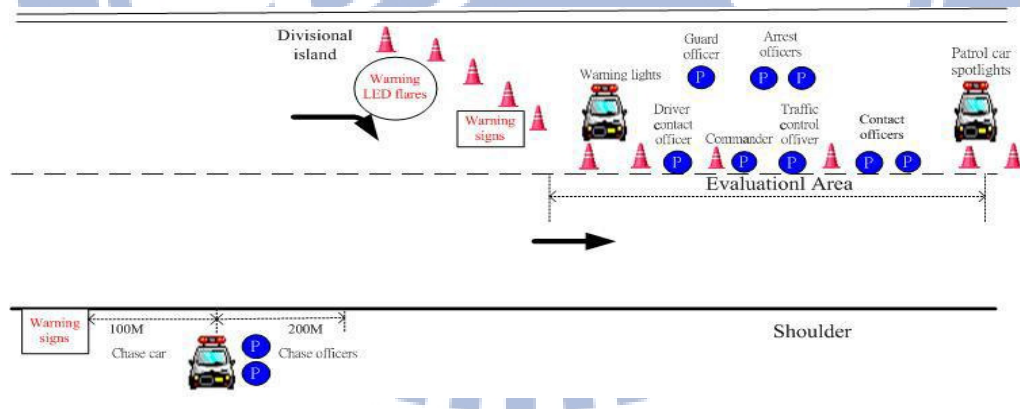 Divisional
island
Warning
LED flares
Warning
signs
Warning lights
Guard
officer
Arrest
officers
Patrol car
spotlights
P
P
P
Driver
contact
officer
Commander
Traffic
control
offiver
Contact
officers
P
P
P
P
P
Evaluationl Area
Warning
signs
100M
200M
Chase car
P
P
Chase officers
Shoulder